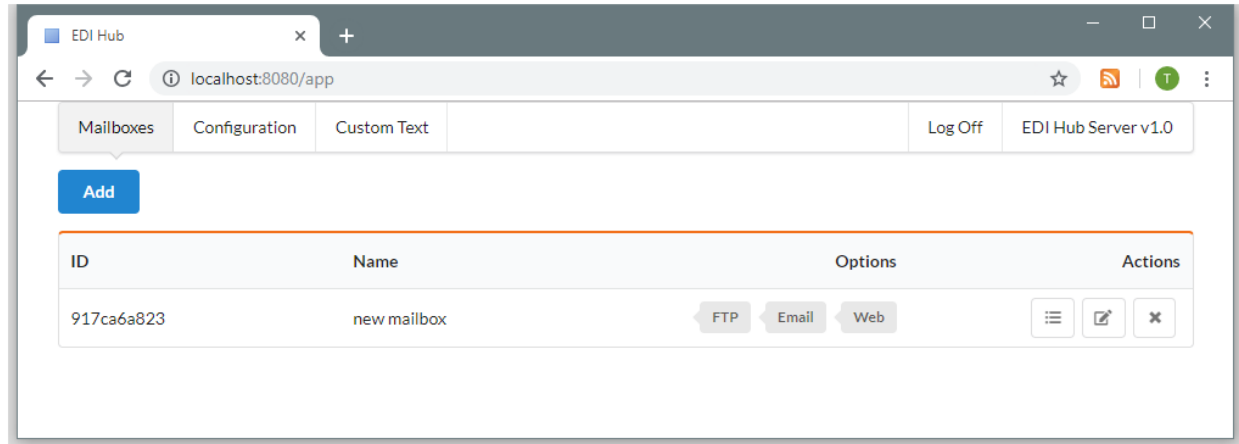 EDI Hub
localhost:8080/app
T
Mailboxes Configuration Custom Text Log Off EDI Hub Server v1.0
Add
ID Name Options Actions
917ca6a823 new mailbox FTP Email Web